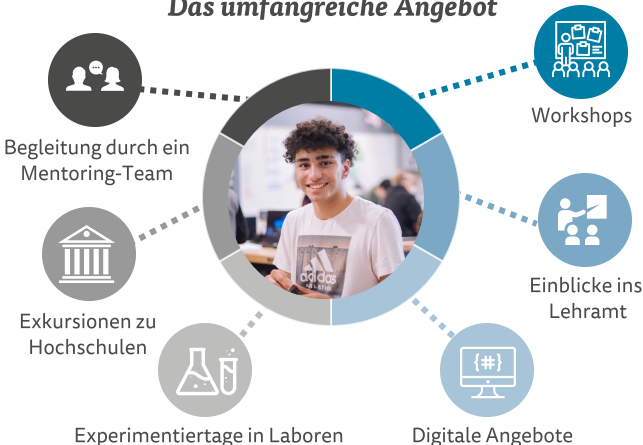 Das umfangreiche Angebot
Workshops
Begleitung durch ein
Mentoring-Team
Einblicke ins
Lehramt
Exkursionen zu
Hochschulen
Experimentiertage in Laboren
Digitale Angebote
{#}
adidas